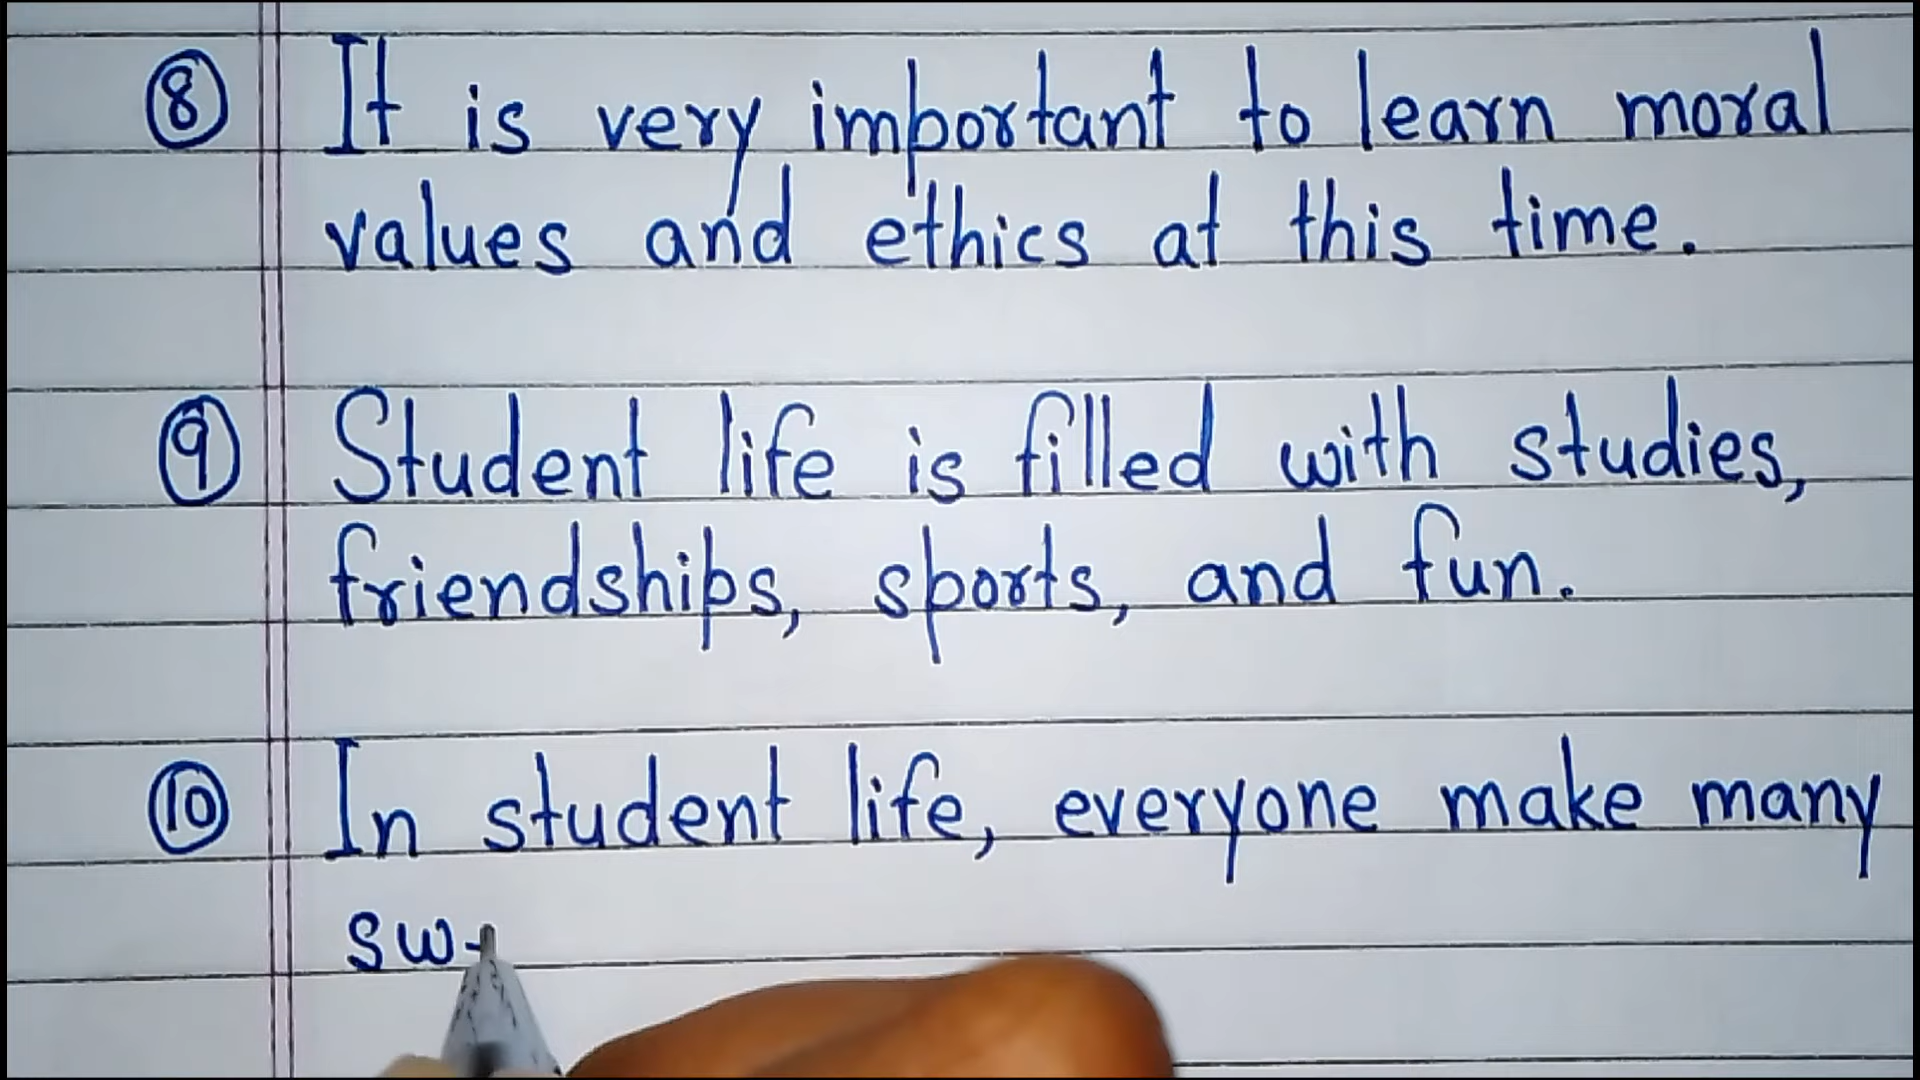 ⑧ It is very important to learn moral
values and ethics at this time.
⑨ Student life is filled with studies,
friendships, sports, and fun.
⑩ In student life, everyone make many
sw